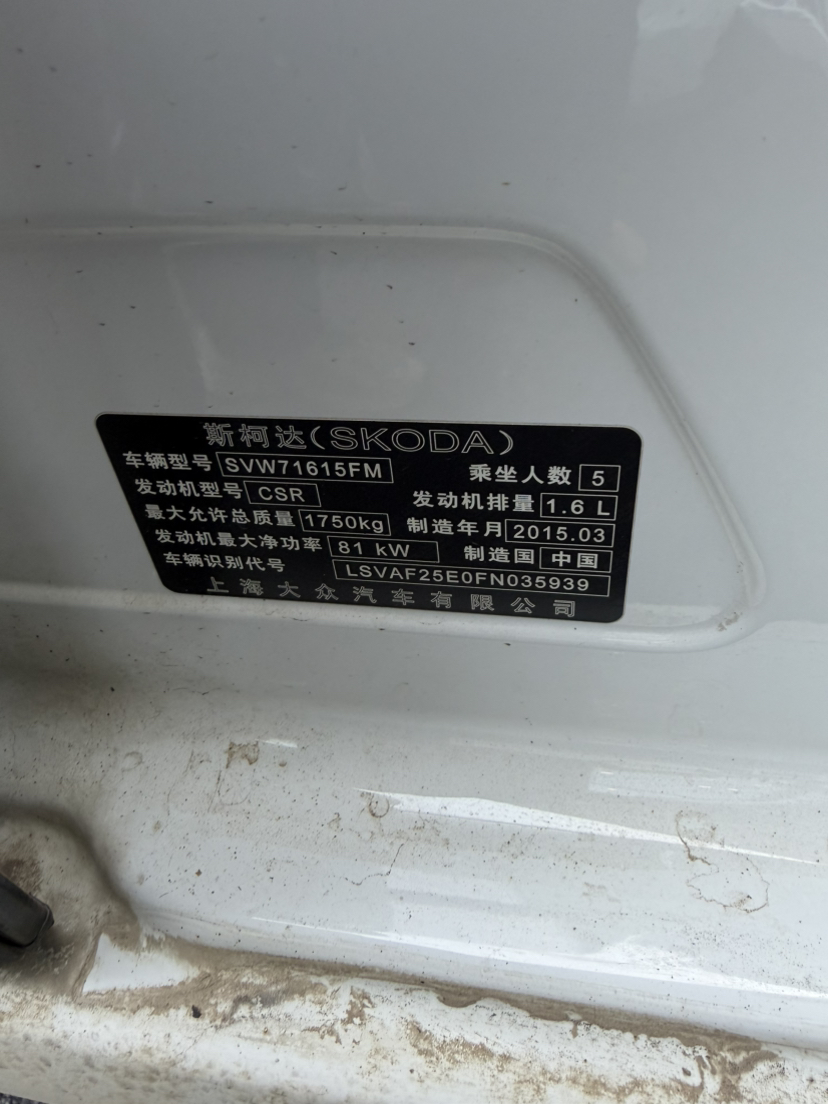 斯柯达(SKODA)
车辆型号 SVW71615FM 乘坐人数 5
发动机型号 CSR 发动机排量 1.6 L
最大允许总质量 1750kg 制造年月 2015.03
发动机最大净功率 81 kW 制造国 中国
车辆识别代号 LSVAF25E0FN035939
上海大众汽车有限公司